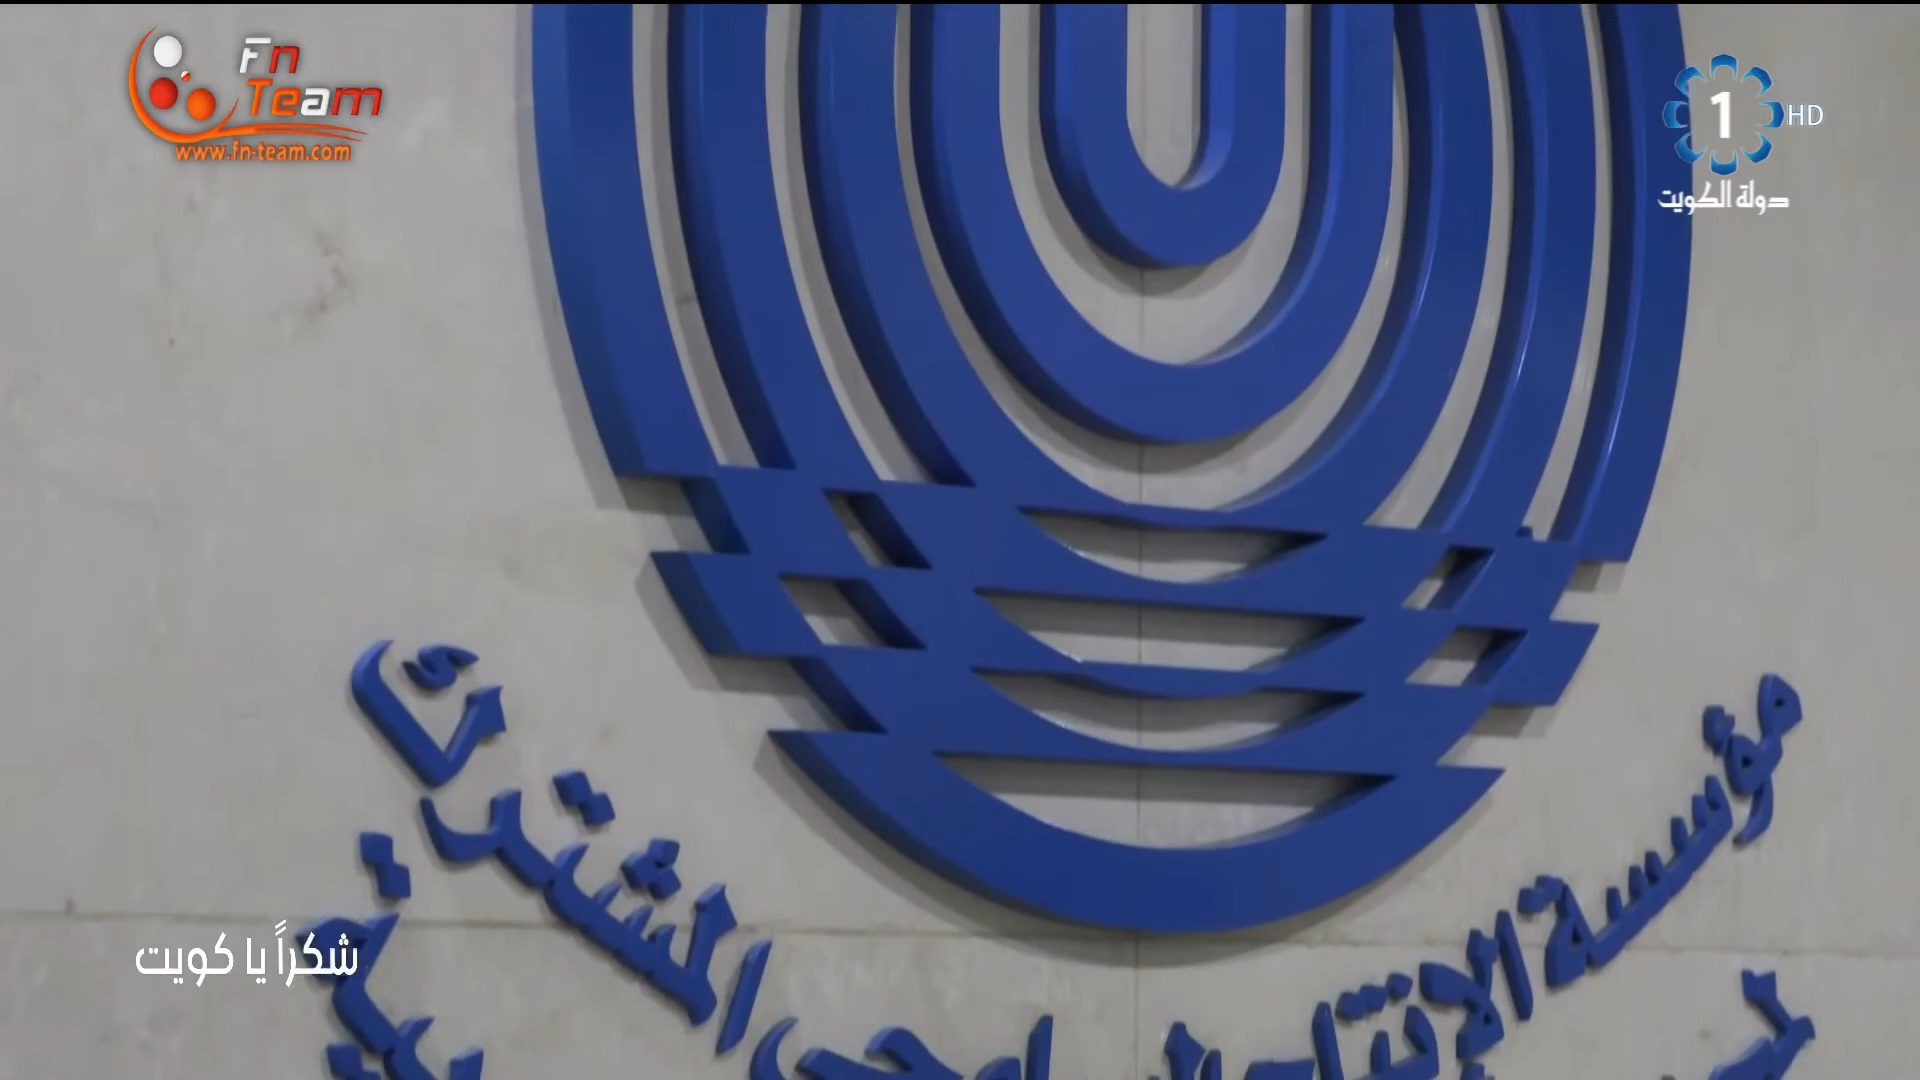 Fn
Team
www.fn-team.com
1 HD
دولة الكويت
مؤسسة الإنتاج البرامجي المشترك
شكراً يا كويت